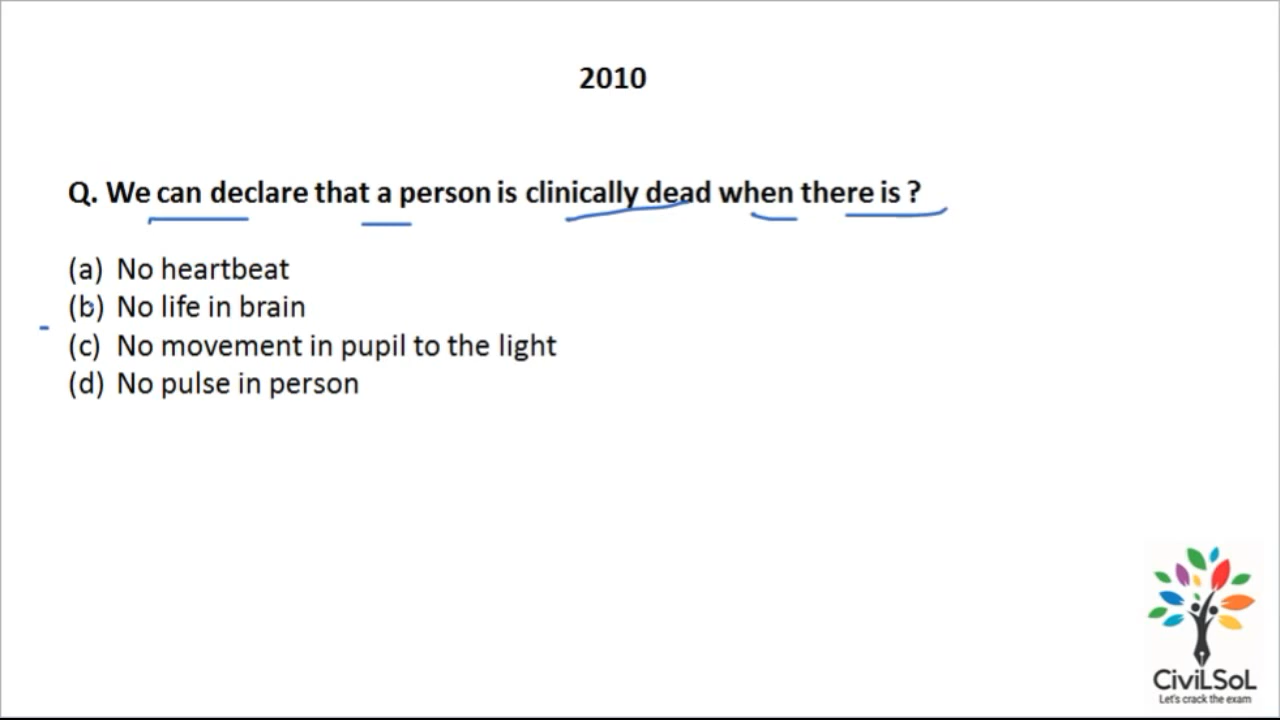 2010
Q. We can declare that a person is clinically dead when there is ?
(a) No heartbeat
(b) No life in brain
(c) No movement in pupil to the light
(d) No pulse in person
CiviLSoL
Let's crack the exam